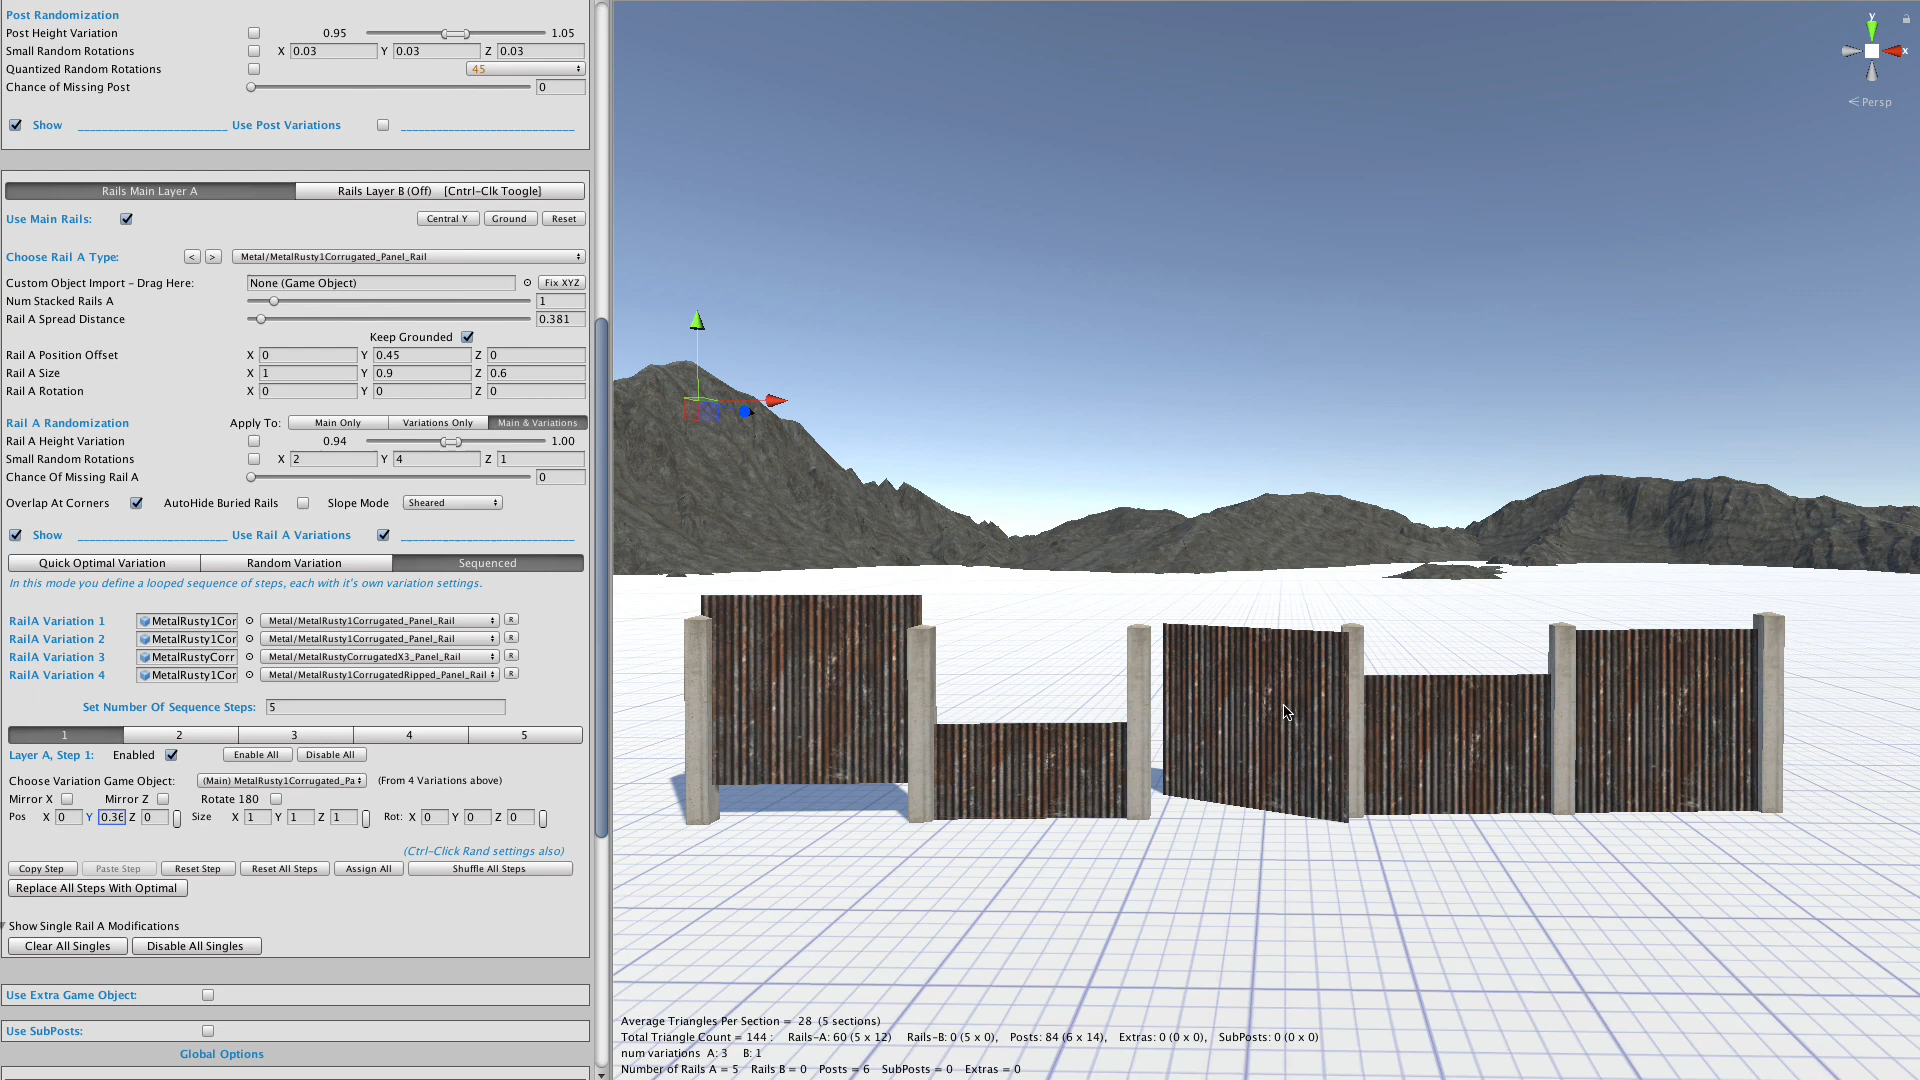 Post Randomization
Post Height Variation 0.95 1.05
Small Random Rotations X 0.03 Y 0.03 Z 0.03
Quantized Random Rotations 45
Chance of Missing Post 0
Show Use Post Variations
Rails Main Layer A Rails Layer B (Off) [Cntrl-Clk Toogle]
Use Main Rails: Central Y Ground Reset
Choose Rail A Type: < > Metal/MetalRusty1Corrugated_Panel_Rail
Custom Object Import - Drag Here: None (Game Object) Fix XYZ
Num Stacked Rails A 1
Rail A Spread Distance 0.381
Keep Grounded
Rail A Position Offset X 0 Y 0.45 Z 0
Rail A Size X 1 Y 0.9 Z 0.6
Rail A Rotation X 0 Y 0 Z 0
Rail A Randomization Apply To: Main Only Variations Only Main & Variations
Rail A Height Variation 0.94 1.00
Small Random Rotations X 2 Y 4 Z 1
Chance Of Missing Rail A 0
Overlap At Corners AutoHide Buried Rails Slope Mode Sheared
Show Use Rail A Variations
Quick Optimal Variation Random Variation Sequenced
In this mode you define a looped sequence of steps, each with it's own variation settings.
RailA Variation 1 MetalRusty1Cor Metal/MetalRusty1Corrugated_Panel_Rail R
RailA Variation 2 MetalRusty1Cor Metal/MetalRusty1Corrugated_Panel_Rail R
RailA Variation 3 MetalRustyCorr Metal/MetalRustyCorrugatedX3_Panel_Rail R
RailA Variation 4 MetalRusty1Cor Metal/MetalRusty1CorrugatedRipped_Panel_Rail R
Set Number Of Sequence Steps: 5
1 2 3 4 5
Layer A, Step 1: Enabled Enable All Disable All
Choose Variation Game Object: (Main) MetalRusty1Corrugated_Pa (From 4 Variations above)
Mirror X Mirror Z Rotate 180
Pos X 0 Y 0.36 Z 0 Size X 1 Y 1 Z 1 Rot: X 0 Y 0 Z 0
(Ctrl-Click Rand settings also)
Copy Step Paste Step Reset Step Reset All Steps Assign All Shuffle All Steps
Replace All Steps With Optimal
Show Single Rail A Modifications
Clear All Singles Disable All Singles
Use Extra Game Object:
Use SubPosts:
Global Options
y
x
< Persp
Average Triangles Per Section = 28 (5 sections)
Total Triangle Count = 144 : Rails-A: 60 (5 x 12) Rails-B: 0 (5 x 0), Posts: 84 (6 x 14), Extras: 0 (0 x 0), SubPosts: 0 (0 x 0)
num variations A: 3 B: 1
Number of Rails A = 5 Rails B = 0 Posts = 6 SubPosts = 0 Extras = 0